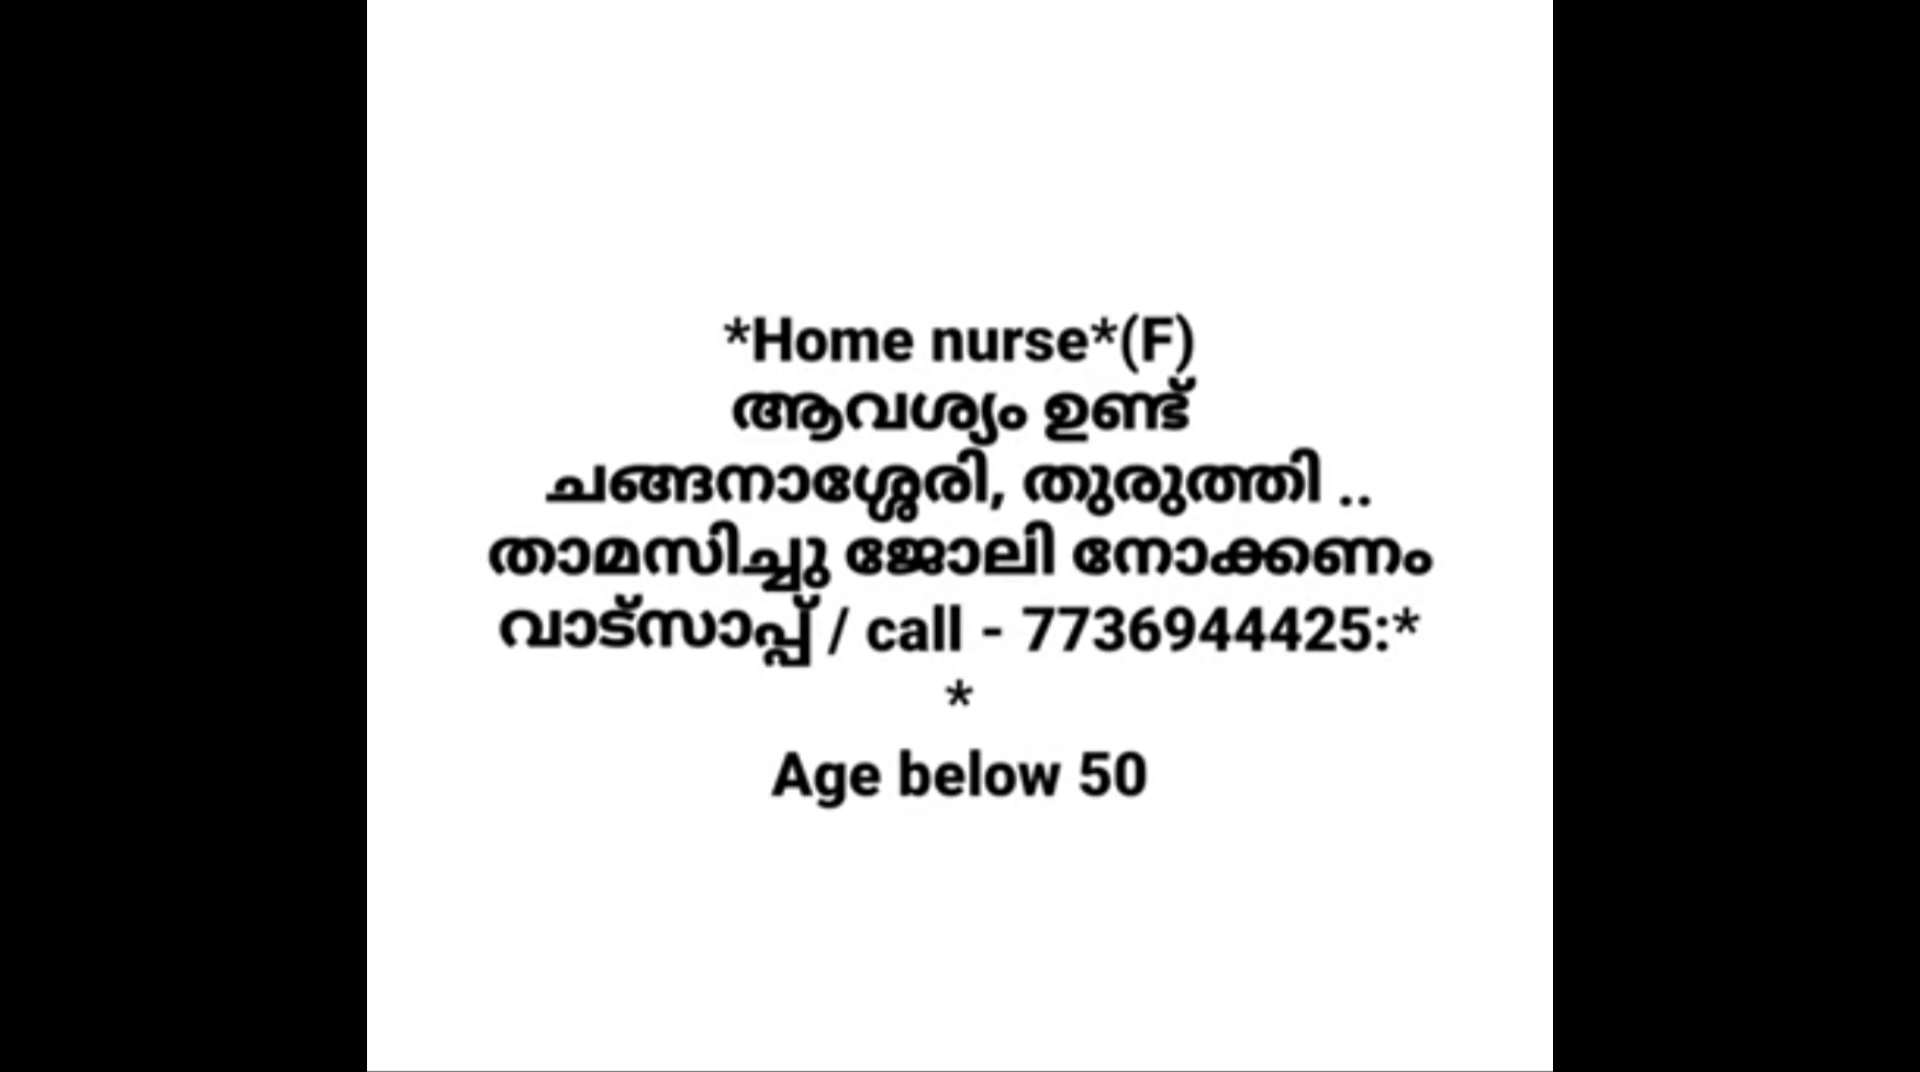 *Home nurse*(F)
ആവശ്യം ഉണ്ട്
ചങ്ങനാശ്ശേരി, തുരുത്തി ..
താമസിച്ചു ജോലി നോക്കണം
വാട്സാപ്പ് / call - 7736944425:*
*
Age below 50